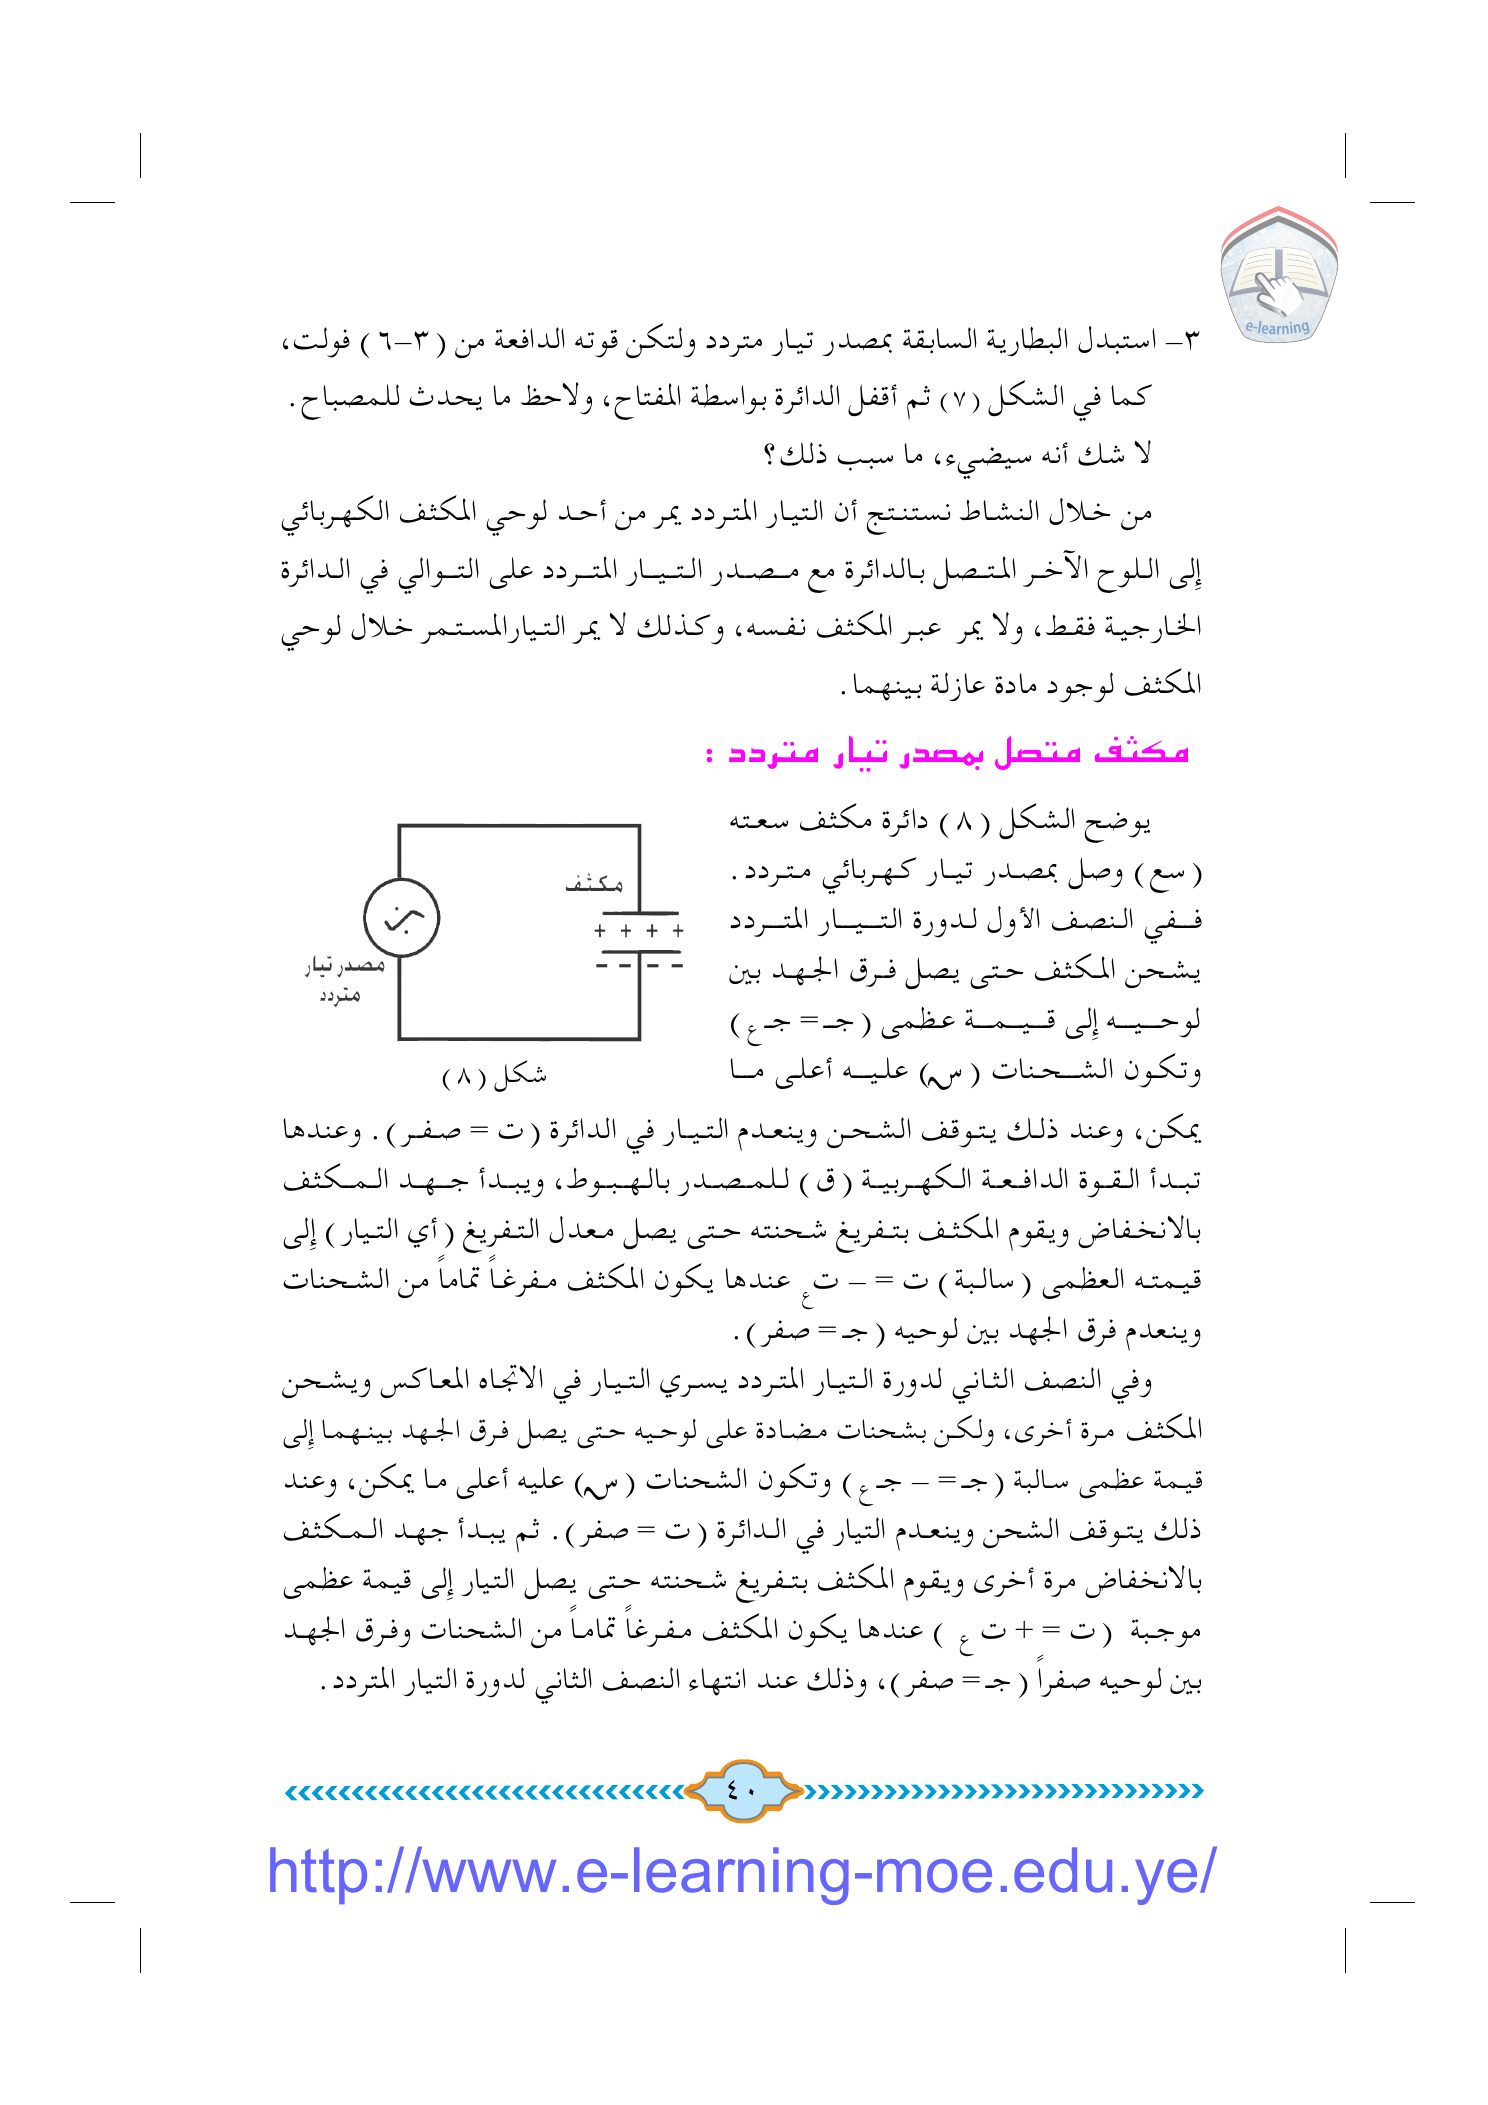 e-learning
٣– استبدل البطارية السابقة بمصدر تيار متردد ولتكن قوته الدافعة من (٣–٦) فولت،
كما في الشكل (٧) ثم أقفل الدائرة بواسطة المفتاح، ولاحظ ما يحدث للمصباح.
لا شك أنه سيضيء، ما سبب ذلك؟
من خلال النشاط نستنتج أن التيار المتردد يمر من أحد لوحي المكثف الكهربائي
إلى اللوح الآخر المتصل بالدائرة مع مصدر التيار المتردد على التوالي في الدائرة
الخارجية فقط، ولا يمر عبر المكثف نفسه، وكذلك لا يمر التيارالمستمر خلال لوحي
المكثف لوجود مادة عازلة بينهما.
مكثف متصل بمصدر تيار متردد :
يوضح الشكل (٨) دائرة مكثف سعته
(سع) وصل بمصدر تيار كهربائي متردد.
ففي النصف الأول لدورة التيار المتردد
يشحن المكثف حتى يصل فرق الجهد بين
لوحيه إلى قيمة عظمى (جـ = جـ ع)
وتكون الشحنات (س) عليه أعلى ما
مكثف
+ + + +
– – – –
مصدر تيار
متردد
شكل (٨)
يمكن، وعند ذلك يتوقف الشحن وينعدم التيار في الدائرة (ت = صفر). وعندها
تبدأ القوة الدافعة الكهربية (ق) للمصدر بالهبوط، ويبدأ جهد المكثف
بالانخفاض ويقوم المكثف بتفريغ شحنته حتى يصل معدل التفريغ (أي التيار) إلى
قيمته العظمى (سالبة) ت = – ت ع عندها يكون المكثف مفرغاً تماماً من الشحنات
وينعدم فرق الجهد بين لوحيه (جـ = صفر).
وفي النصف الثاني لدورة التيار المتردد يسري التيار في الاتجاه المعاكس ويشحن
المكثف مرة أخرى، ولكن بشحنات مضادة على لوحيه حتى يصل فرق الجهد بينهما إلى
قيمة عظمى سالبة (جـ = – جـ ع) وتكون الشحنات (س) عليه أعلى ما يمكن، وعند
ذلك يتوقف الشحن وينعدم التيار في الدائرة (ت = صفر). ثم يبدأ جهد المكثف
بالانخفاض مرة أخرى ويقوم المكثف بتفريغ شحنته حتى يصل التيار إلى قيمة عظمى
موجبة (ت = + ت ع) عندها يكون المكثف مفرغاً تماماً من الشحنات وفرق الجهد
بين لوحيه صفراً (جـ = صفر)، وذلك عند انتهاء النصف الثاني لدورة التيار المتردد.
٤٠
http://www.e-learning-moe.edu.ye/